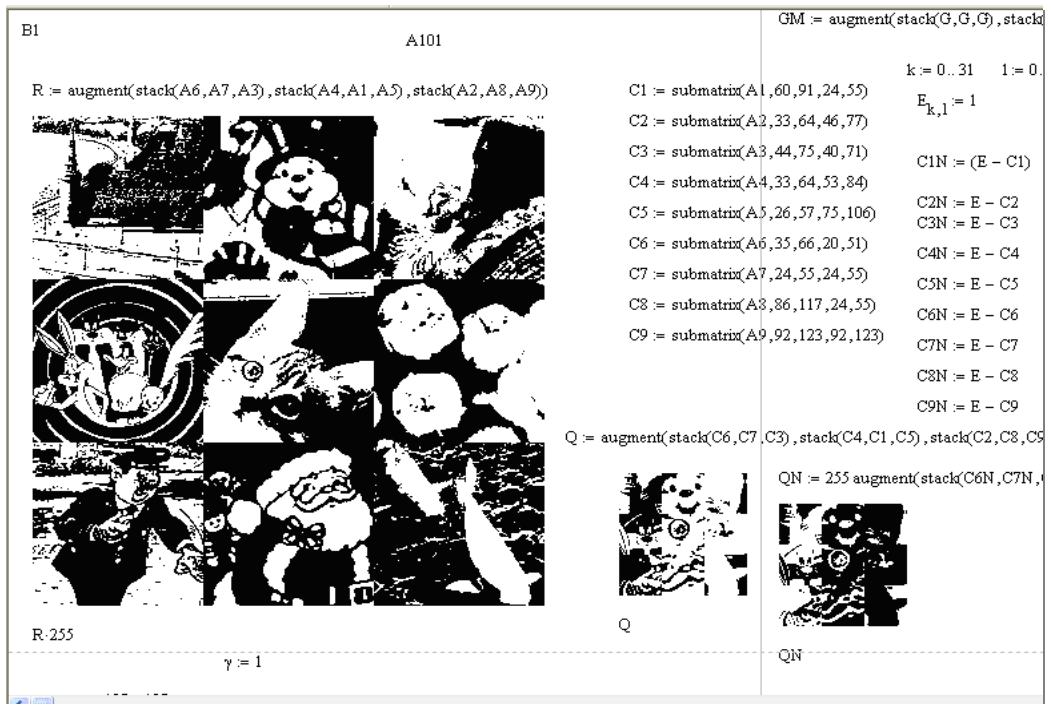 B1
A101
GM := augment(stack(G,G,G),stack(
R := augment(stack(A6,A7,A3),stack(A4,A1,A5),stack(A2,A8,A9))
k := 0..31 l := 0..
E k,l := 1
C1 := submatrix(A1,60,91,24,55)
C2 := submatrix(A2,33,64,46,77)
C3 := submatrix(A3,44,75,40,71)
C4 := submatrix(A4,33,64,53,84)
C5 := submatrix(A5,26,57,75,106)
C6 := submatrix(A6,35,66,20,51)
C7 := submatrix(A7,24,55,24,55)
C8 := submatrix(A8,86,117,24,55)
C9 := submatrix(A9,92,123,92,123)
C1N := (E − C1)
C2N := E − C2
C3N := E − C3
C4N := E − C4
C5N := E − C5
C6N := E − C6
C7N := E − C7
C8N := E − C8
C9N := E − C9
Q := augment(stack(C6,C7,C3),stack(C4,C1,C5),stack(C2,C8,C9
QN := 255 augment(stack(C6N,C7N,
Q
QN
R·255
γ := 1